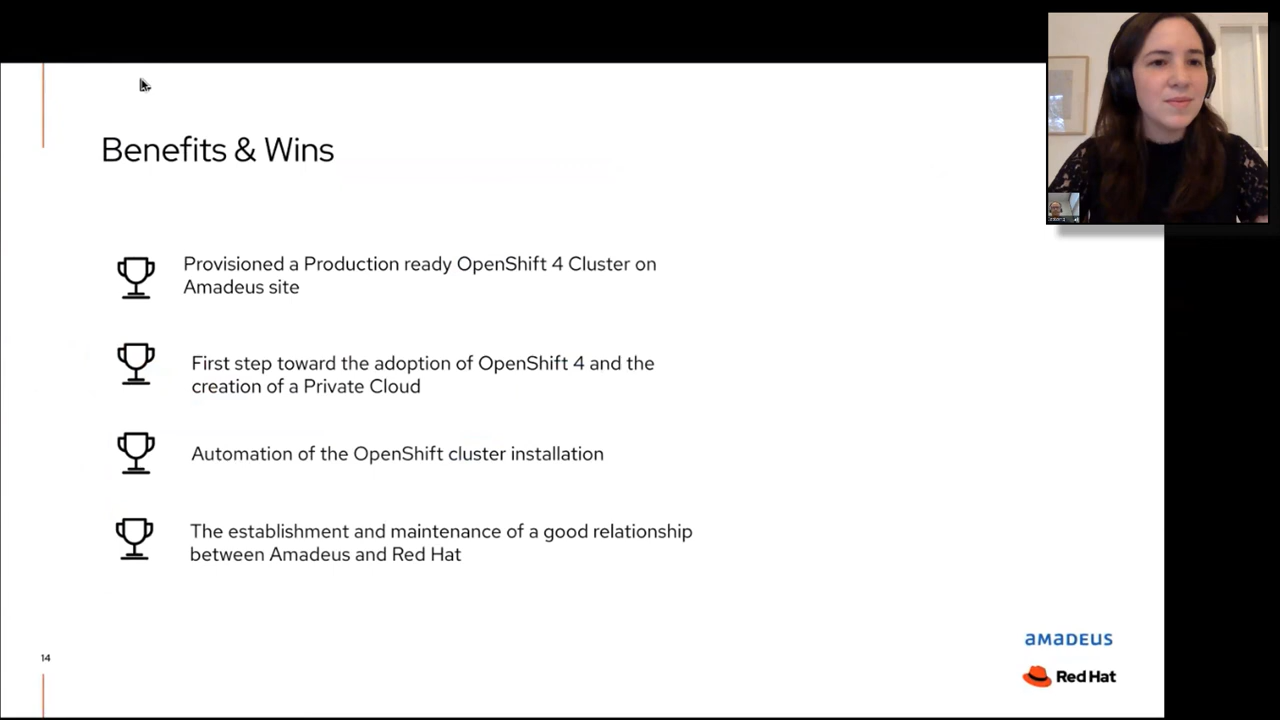 Benefits & Wins
Provisioned a Production ready OpenShift 4 Cluster on
Amadeus site
First step toward the adoption of OpenShift 4 and the
creation of a Private Cloud
Automation of the OpenShift cluster installation
The establishment and maintenance of a good relationship
between Amadeus and Red Hat
14
amadeus
Red Hat